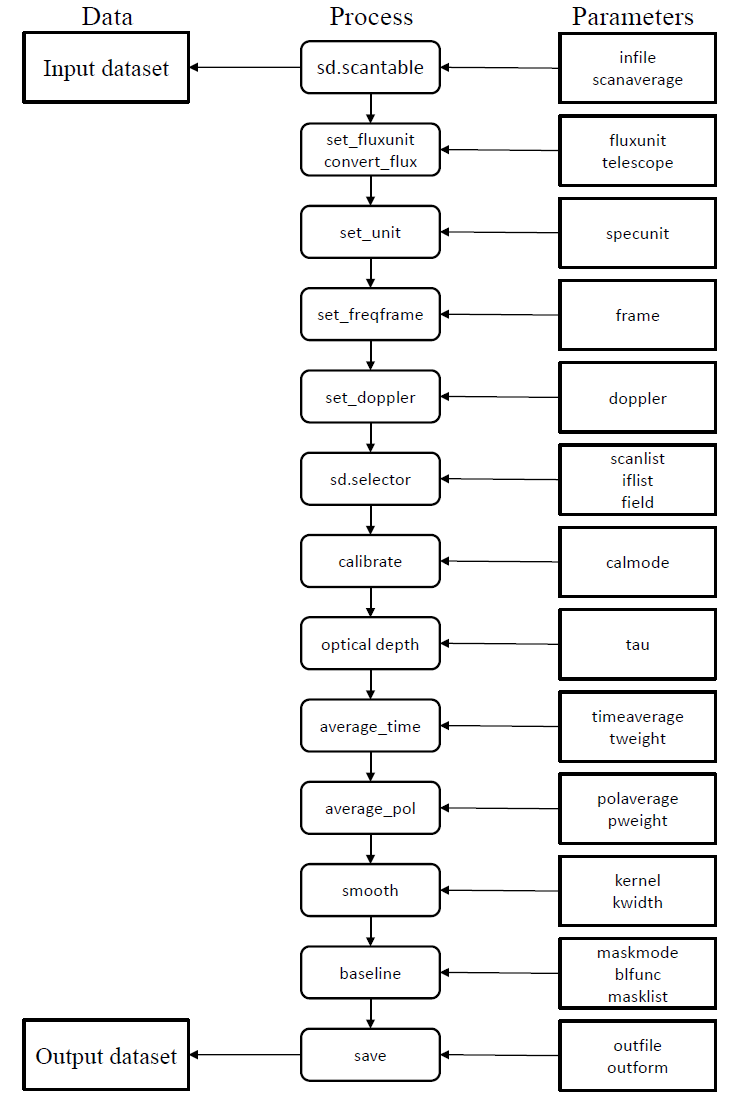 Data
Process
Parameters
Input dataset
sd.scantable
infile
scanaverage
set_fluxunit
convert_flux
fluxunit
telescope
set_unit
specunit
set_freqframe
frame
set_doppler
doppler
sd.selector
scanlist
iflist
field
calibrate
calmode
optical depth
tau
average_time
timeaverage
tweight
average_pol
polaverage
pweight
smooth
kernel
kwidth
baseline
maskmode
blfunc
masklist
Output dataset
save
outfile
outform